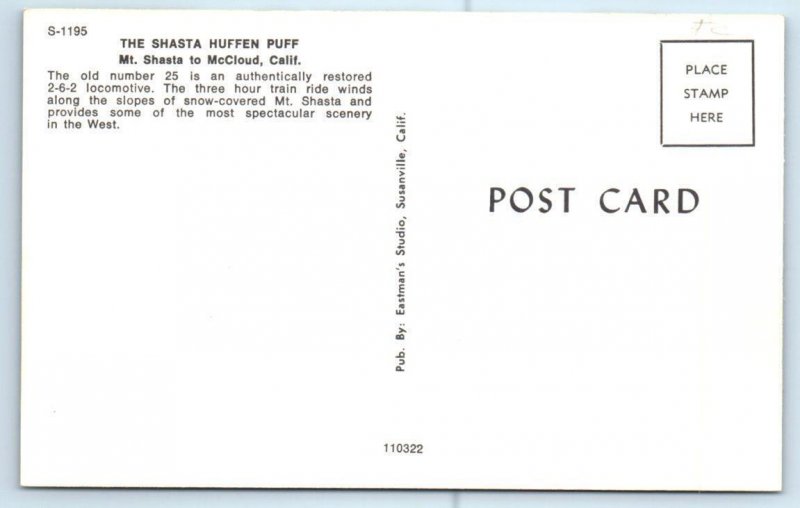 S-1195
THE SHASTA HUFFEN PUFF
Mt. Shasta to McCloud, Calif.
The old number 25 is an authentically restored
2-6-2 locomotive. The three hour train ride winds
along the slopes of snow-covered Mt. Shasta and
provides some of the most spectacular scenery
in the West.
Pub. By: Eastman's Studio, Susanville, Calif.
PLACE
STAMP
HERE
POST CARD
110322